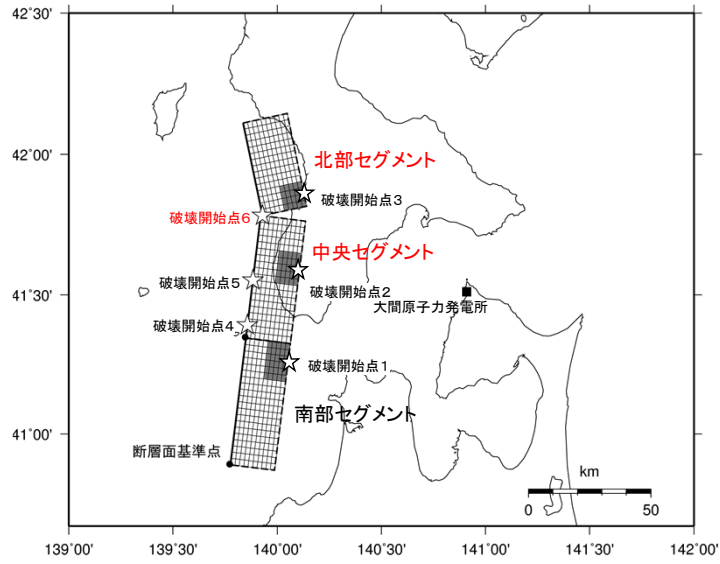 42°30'
42°00'
41°30'
41°00'
北部セグメント
破壊開始点3
破壊開始点6
中央セグメント
破壊開始点5
破壊開始点2
大間原子力発電所
破壊開始点4
破壊開始点1
南部セグメント
断層面基準点
km
0
50
139°00'
139°30'
140°00'
140°30'
141°00'
141°30'
142°00'